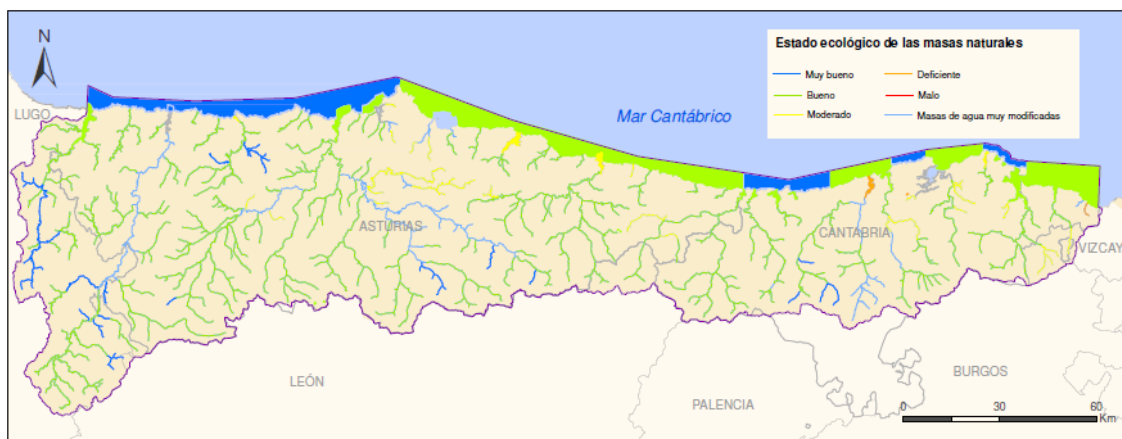 N
LUGO
Estado ecológico de las masas naturales
Muy bueno
Deficiente
Bueno
Malo
Moderado
Masas de agua muy modificadas
Mar Cantábrico
ASTURIAS
CANTABRIA
VIZCAY
LEÓN
PALENCIA
BURGOS
0 30 60
Km